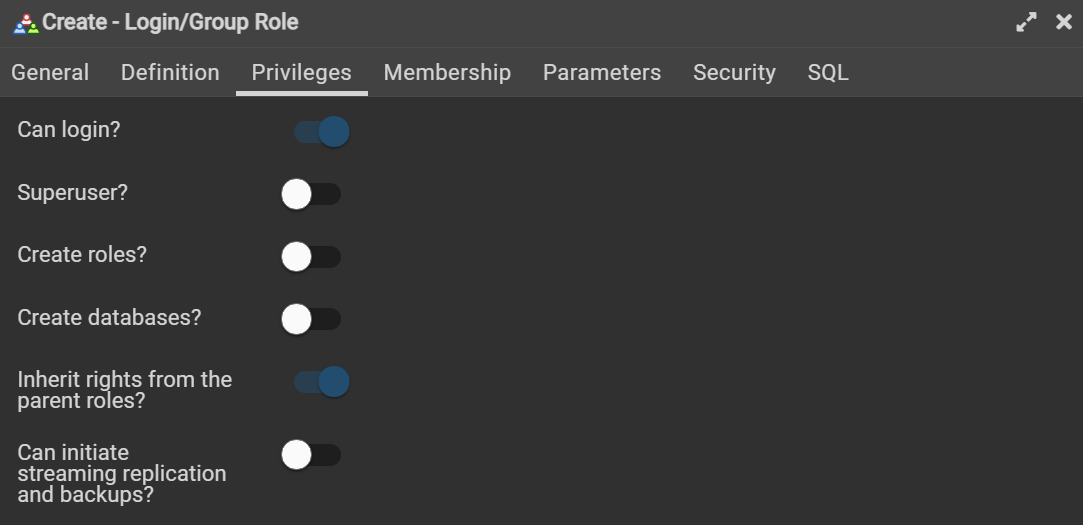 Create - Login/Group Role
General Definition Privileges Membership Parameters Security SQL
Can login?
Superuser?
Create roles?
Create databases?
Inherit rights from the
parent roles?
Can initiate
streaming replication
and backups?